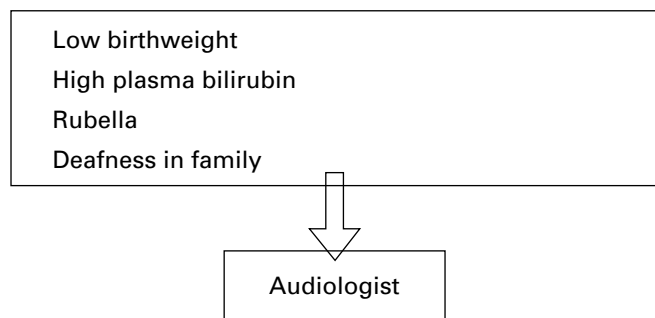 Low birthweight
High plasma bilirubin
Rubella
Deafness in family
Audiologist